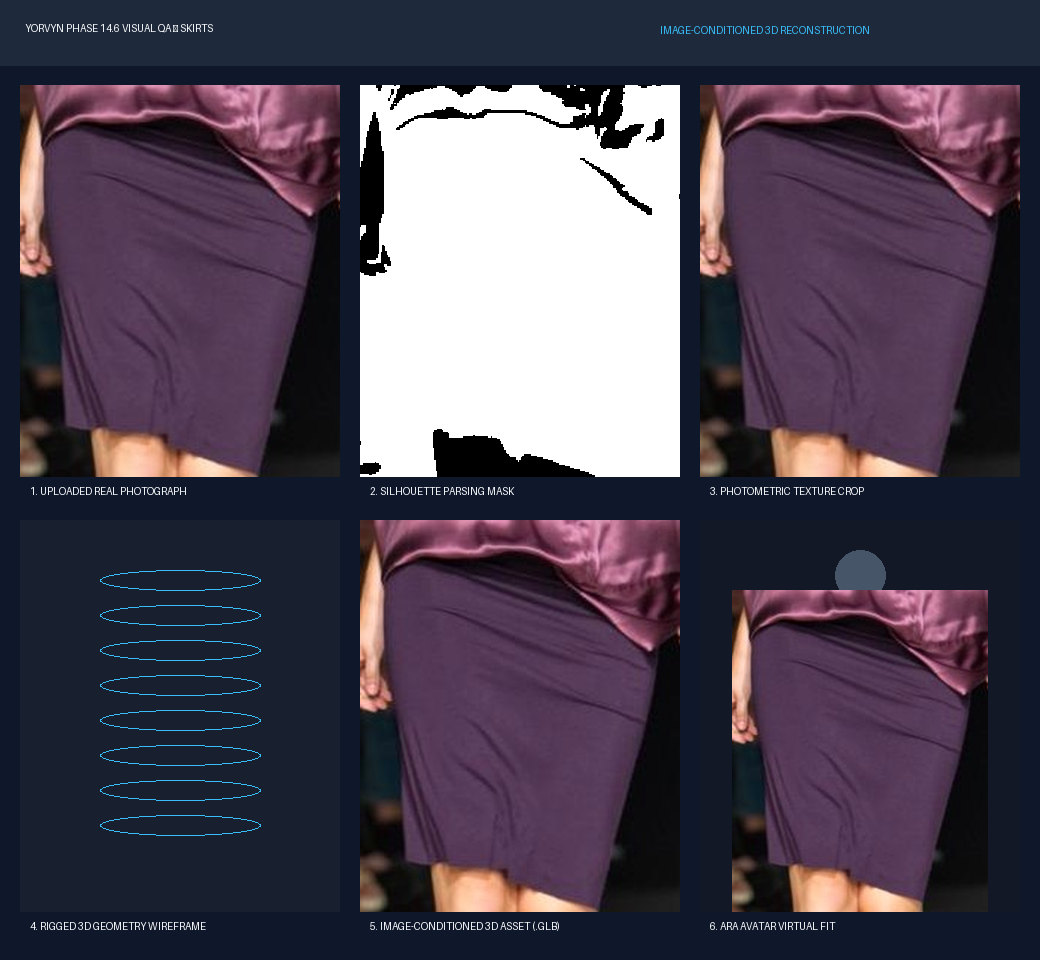 YORVYN PHASE 14.6 VISUAL QA▯ SKIRTS
IMAGE-CONDITIONED 3D RECONSTRUCTION
1. UPLOADED REAL PHOTOGRAPH
2. SILHOUETTE PARSING MASK
3. PHOTOMETRIC TEXTURE CROP
4. RIGGED 3D GEOMETRY WIREFRAME
5. IMAGE-CONDITIONED 3D ASSET (.GLB)
6. ARA AVATAR VIRTUAL FIT